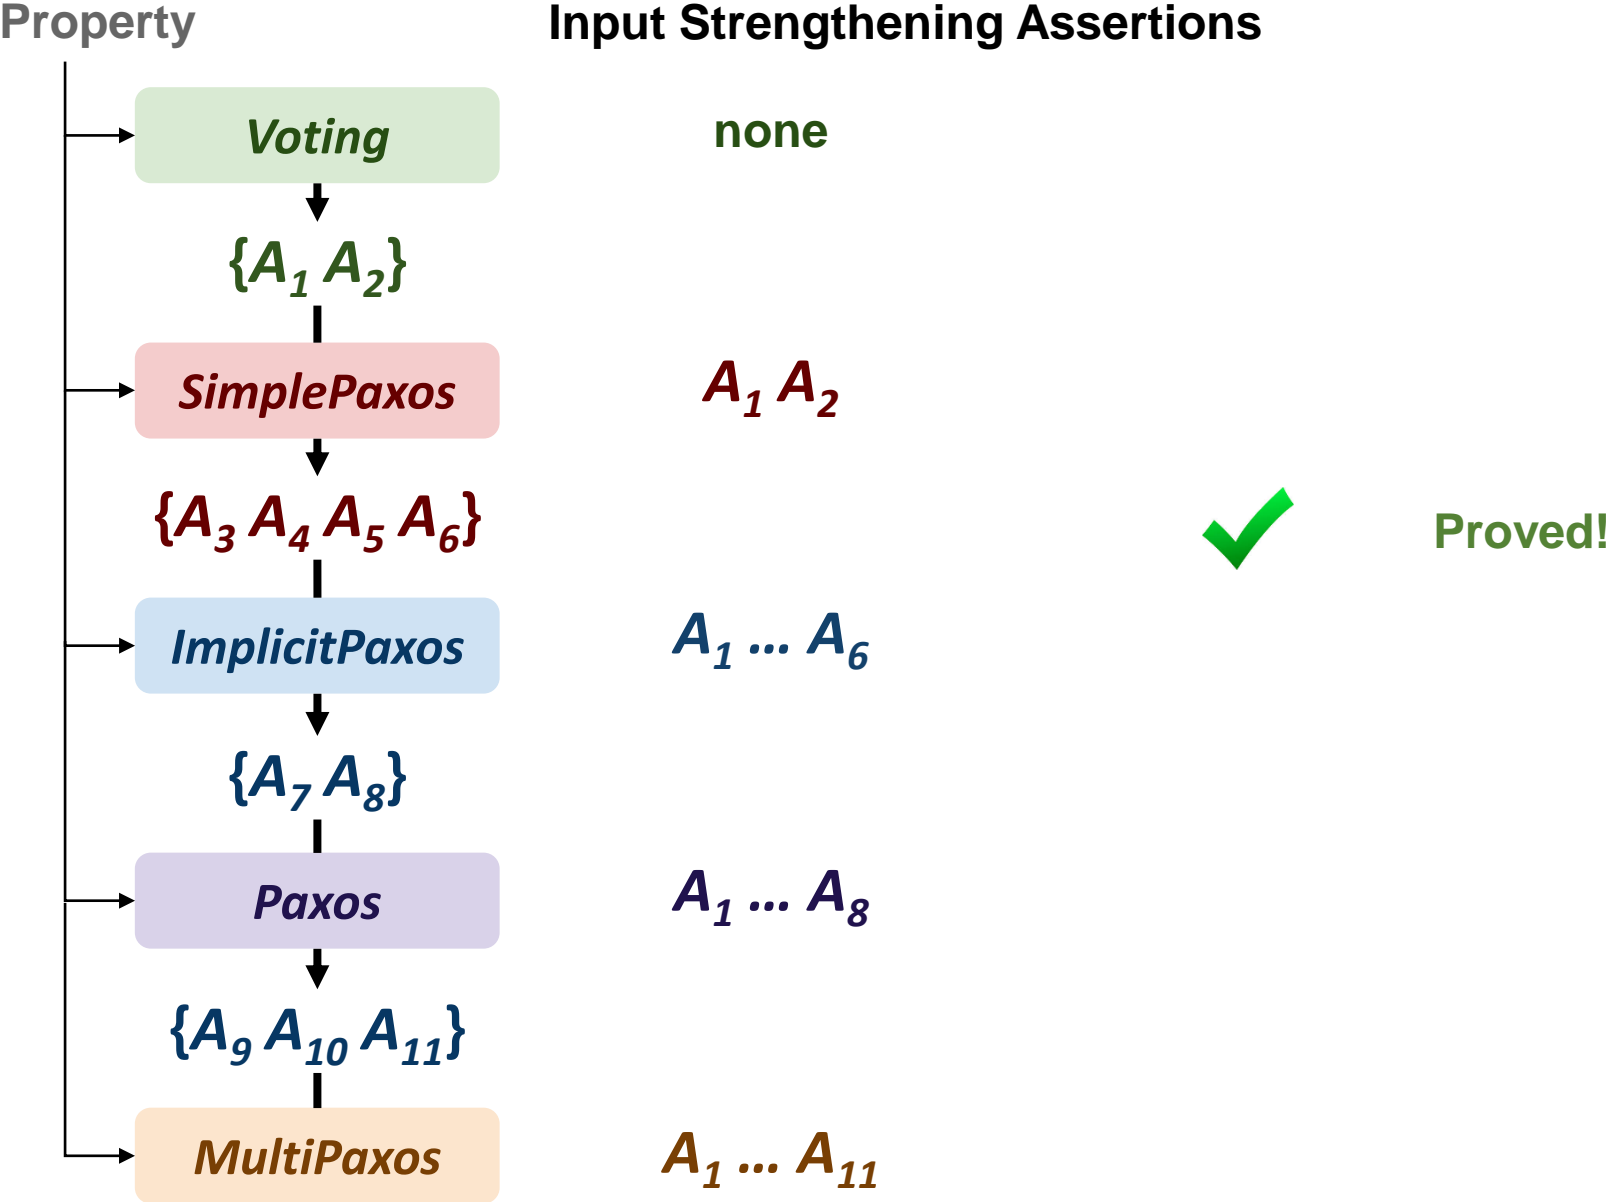 Property
Input Strengthening Assertions
Voting
none
{A₁ A₂}
SimplePaxos
A₁ A₂
{A₃ A₄ A₅ A₆}
Proved!
ImplicitPaxos
A₁ ... A₆
{A₇ A₈}
Paxos
A₁ ... A₈
{A₉ A₁₀ A₁₁}
MultiPaxos
A₁ ... A₁₁